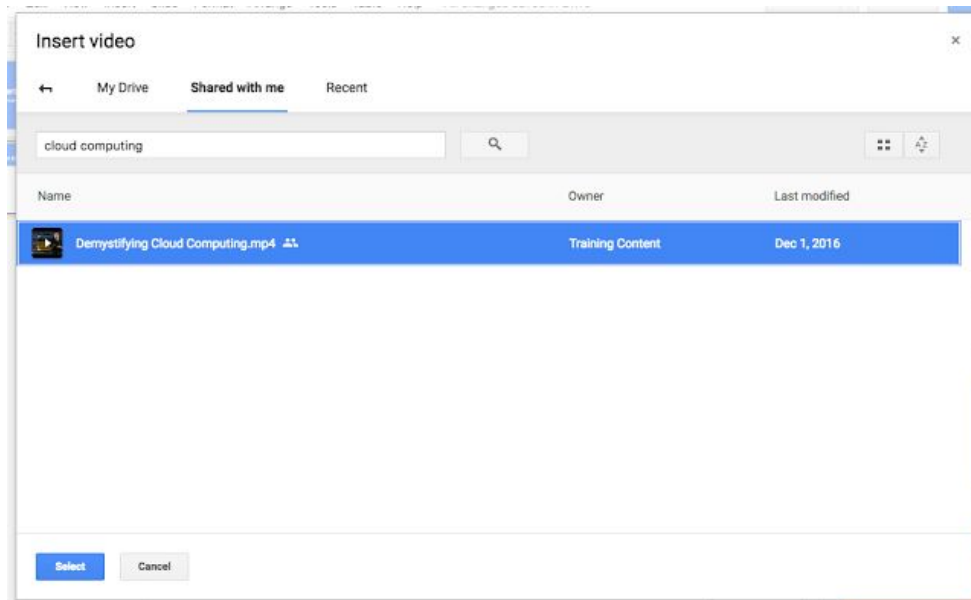 Insert video
My Drive Shared with me Recent
cloud computing
Name Owner Last modified
Demystifying Cloud Computing.mp4 Training Content Dec 1, 2016
Select Cancel